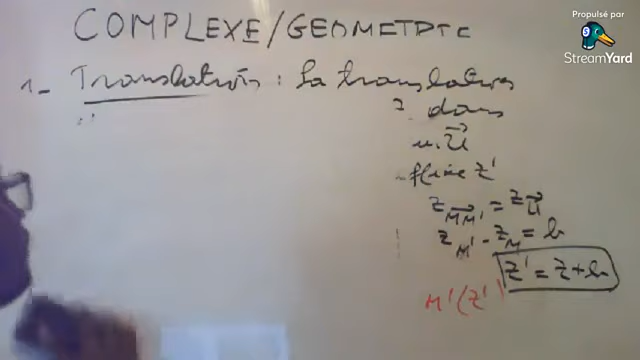 COMPLEXE/GEOMETRIE
Propulsé par
StreamYard
1- Translation : La translation
dans
u. U⃗
z'
z_MM⃗' = z_U⃗
z_M' - z_M = b
z' = z + b
M'(z'